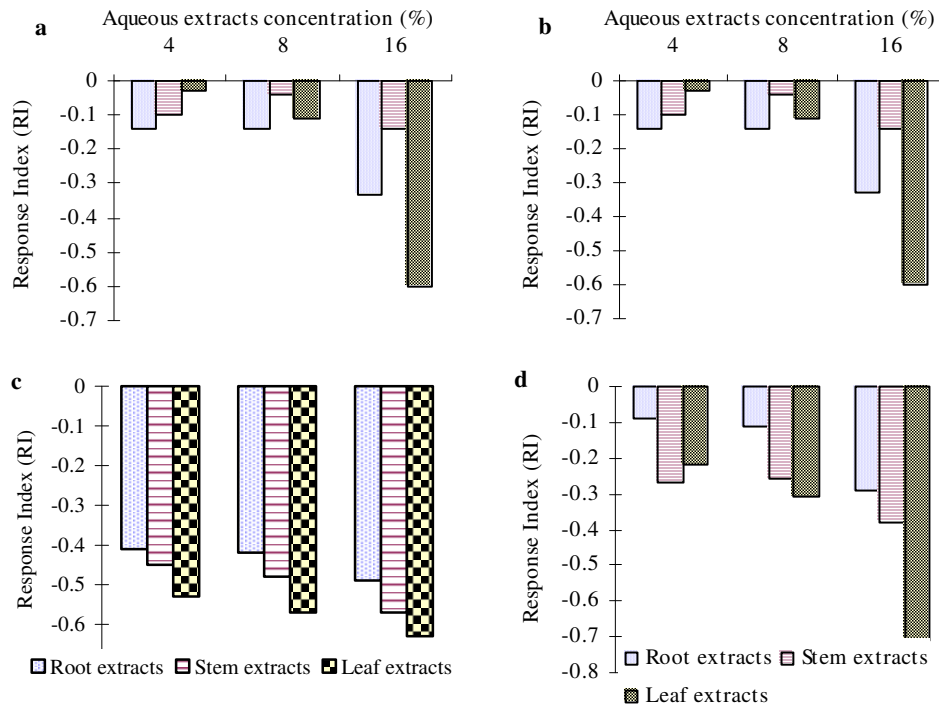 a
Aqueous extracts concentration (%)
4 8 16
0
-0.1
-0.2
-0.3
-0.4
-0.5
-0.6
-0.7
Response Index (RI)
b
Aqueous extracts concentration (%)
4 8 16
0
-0.1
-0.2
-0.3
-0.4
-0.5
-0.6
-0.7
Response Index (RI)
c
0
-0.1
-0.2
-0.3
-0.4
-0.5
-0.6
Response Index (RI)
Root extracts Stem extracts Leaf extracts
d
0
-0.1
-0.2
-0.3
-0.4
-0.5
-0.6
-0.7
-0.8
Response Index (RI)
Root extracts Stem extracts
Leaf extracts